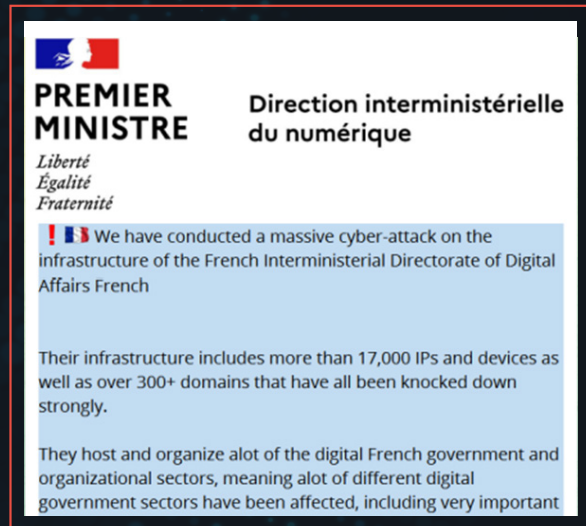 PREMIER
MINISTRE
Liberté
Égalité
Fraternité
Direction interministérielle
du numérique
❗🇫🇷 We have conducted a massive cyber-attack on the
infrastructure of the French Interministerial Directorate of Digital
Affairs French
Their infrastructure includes more than 17,000 IPs and devices as
well as over 300+ domains that have all been knocked down
strongly.
They host and organize alot of the digital French government and
organizational sectors, meaning alot of different digital
government sectors have been affected, including very important